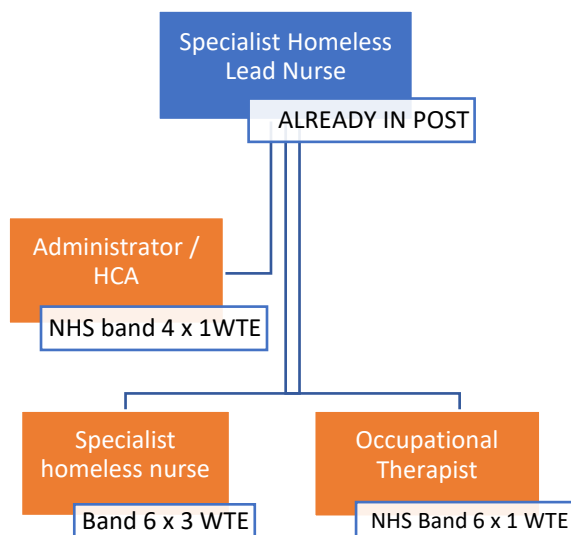 Specialist Homeless
Lead Nurse
ALREADY IN POST
Administrator /
HCA
NHS band 4 x 1WTE
Specialist
homeless nurse
Band 6 x 3 WTE
Occupational
Therapist
NHS Band 6 x 1 WTE